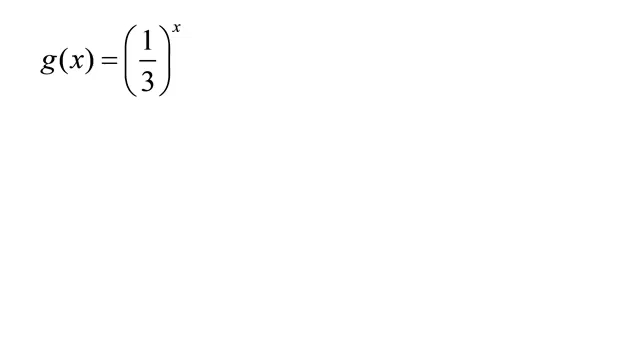 g(x) = (1/3)^x